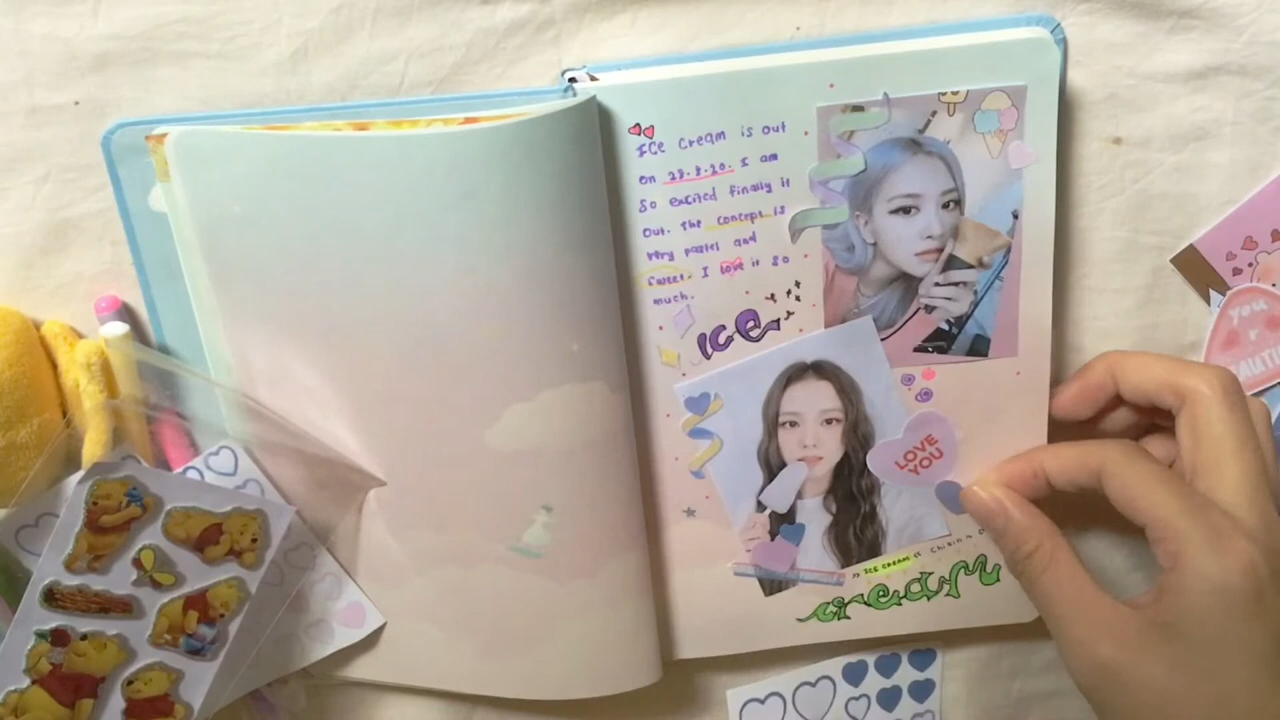 Ice Cream is out
on 28.8.20. I am
so excited finally it
out. The concept is
very pastel and
sweet. I love it so
much.
ICE
LOVE
YOU
>> ICE CREAM <<
cream
you
r